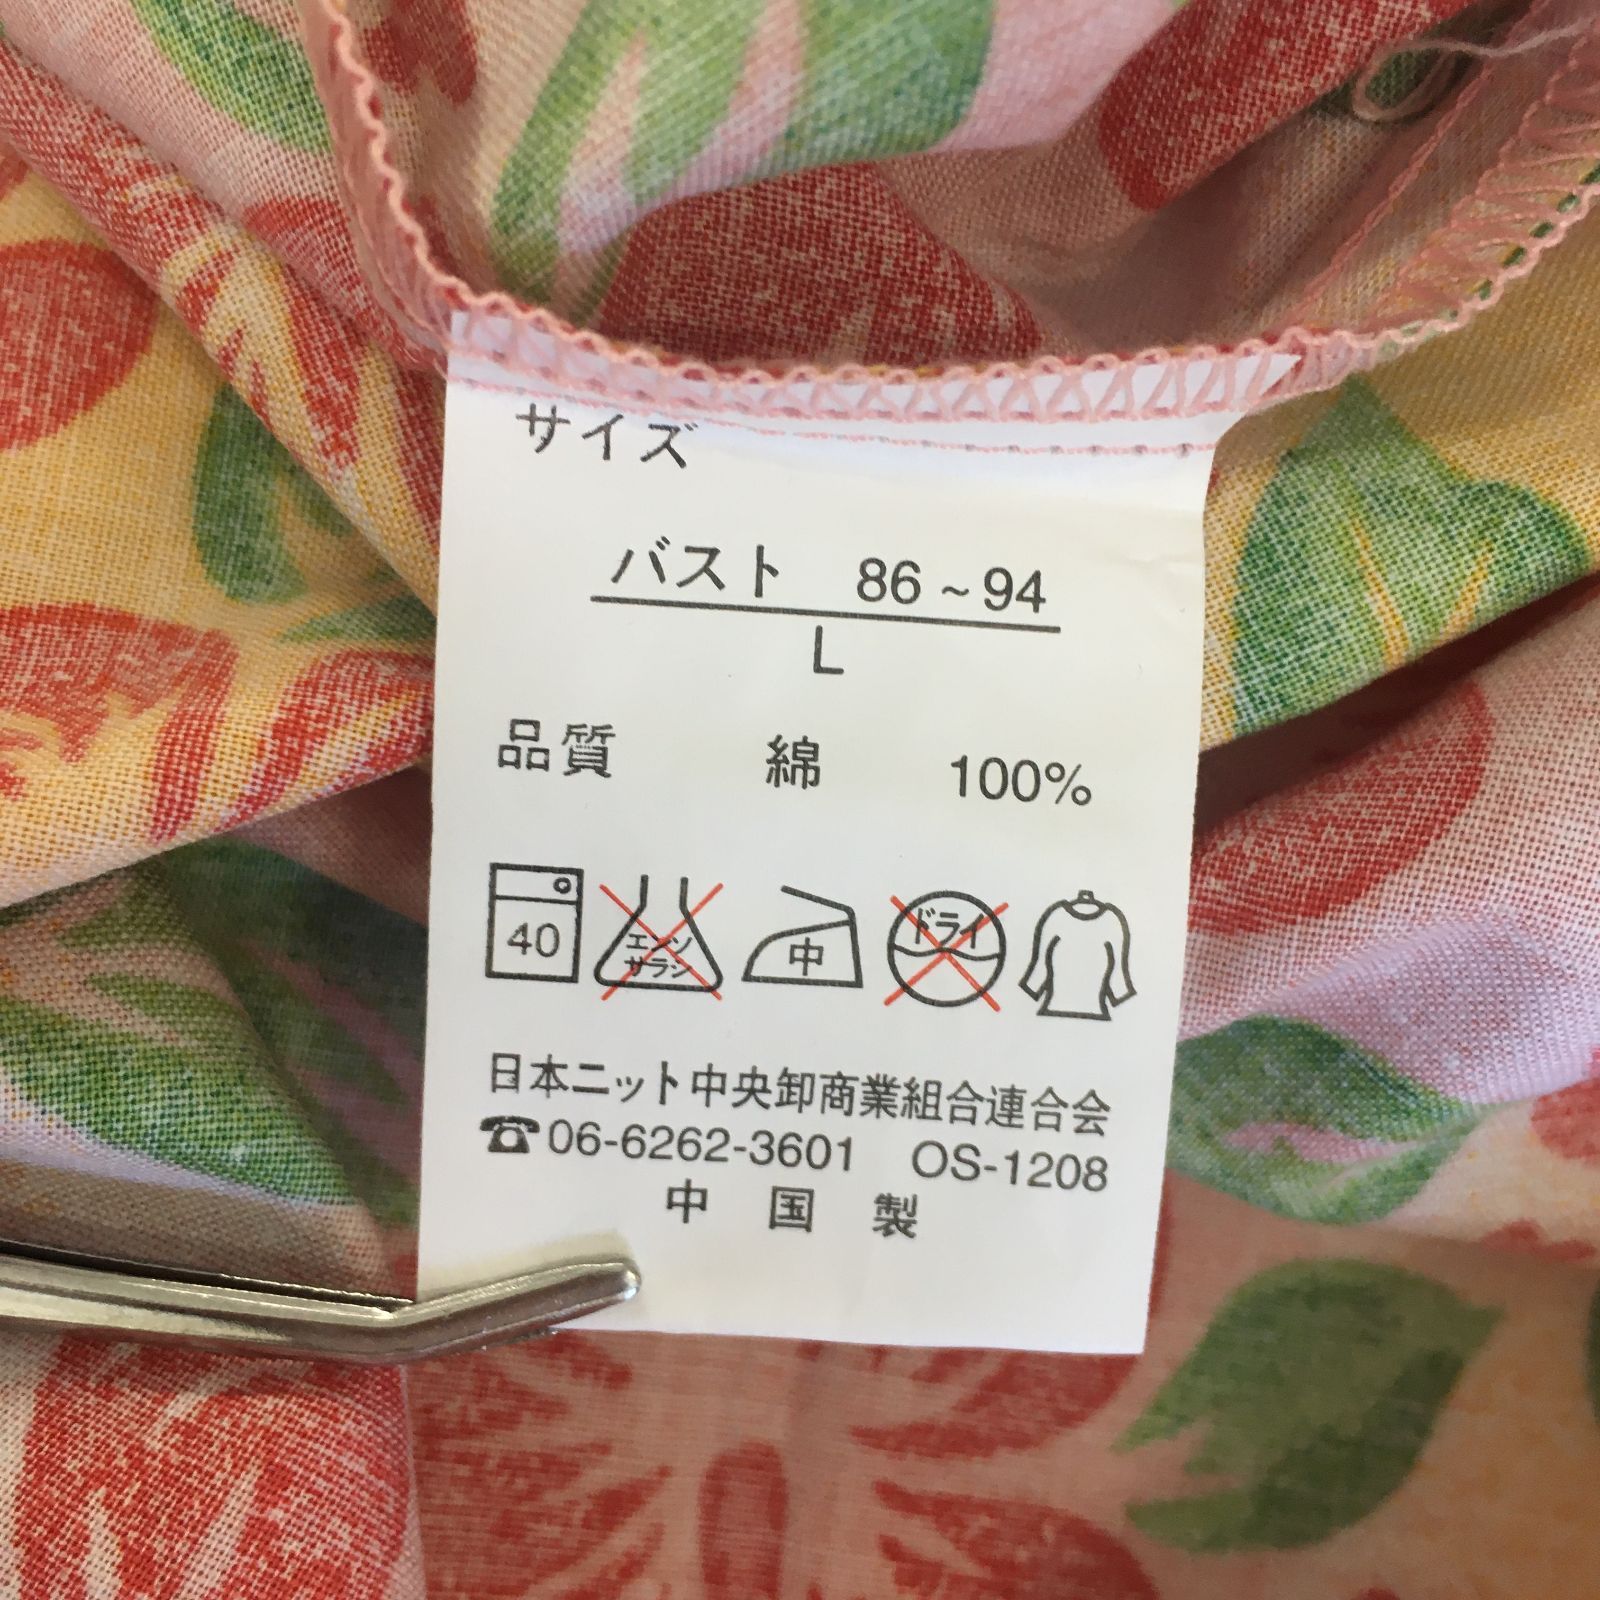 サイズ
バスト 86～94
L
品質 綿 100%
40 エンソサラシ 中 ドライ
日本ニット中央卸商業組合連合会
☎06-6262-3601 OS-1208
中国製